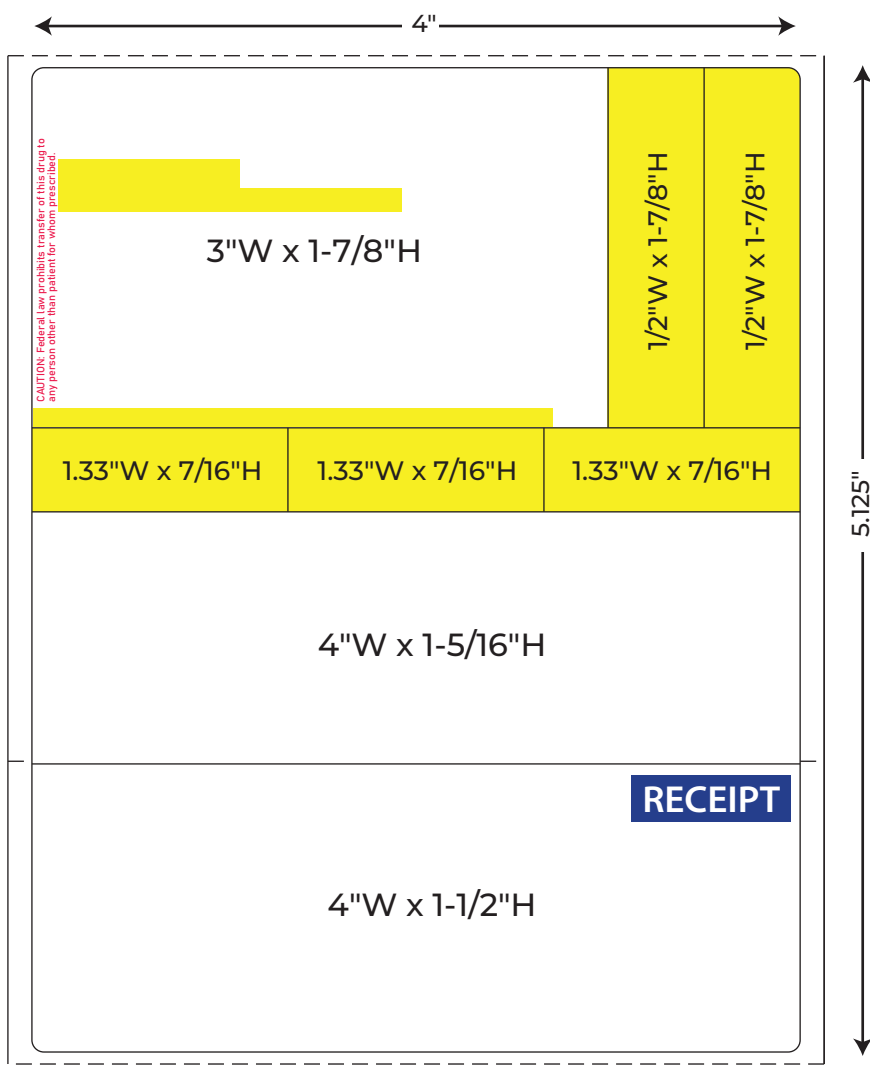 4"
CAUTION: Federal law prohibits transfer of this drug to
any person other than patient for whom prescribed.
3"W x 1-7/8"H
1/2"W x 1-7/8"H
1/2"W x 1-7/8"H
1.33"W x 7/16"H
1.33"W x 7/16"H
1.33"W x 7/16"H
5.125"
4"W x 1-5/16"H
RECEIPT
4"W x 1-1/2"H